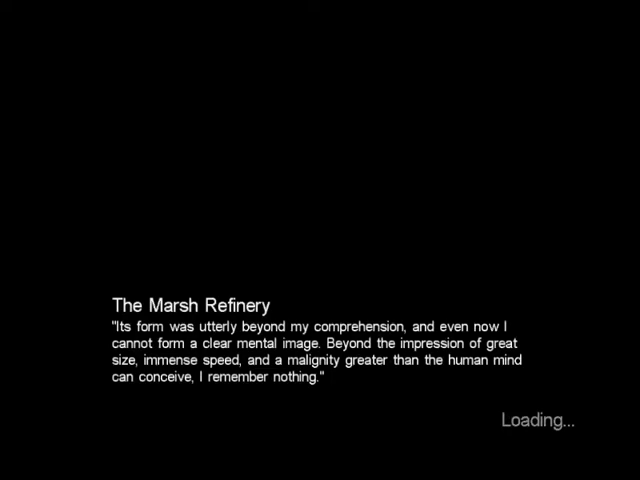 The Marsh Refinery
"Its form was utterly beyond my comprehension, and even now I
cannot form a clear mental image. Beyond the impression of great
size, immense speed, and a malignity greater than the human mind
can conceive, I remember nothing."
Loading...